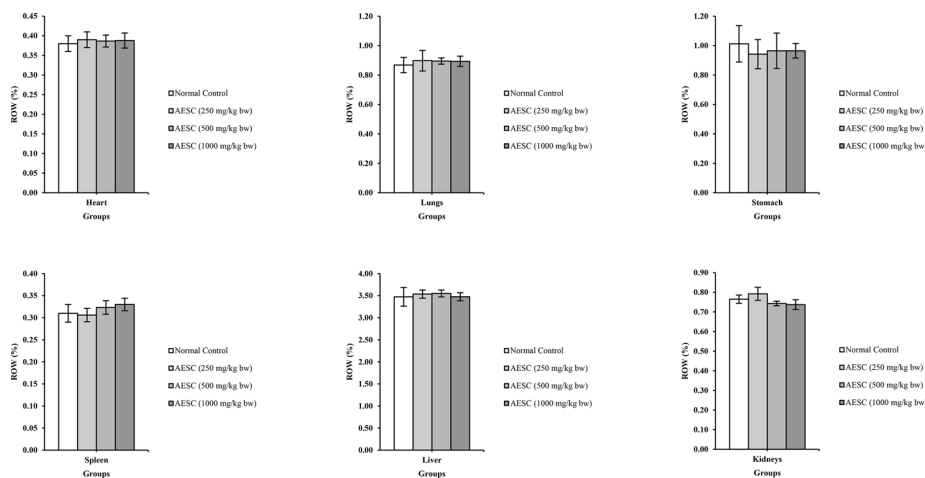 ROW (%)
0.45
0.40
0.35
0.30
0.25
0.20
0.15
0.10
0.05
0.00
Heart
Groups
Normal Control
AESC (250 mg/kg bw)
AESC (500 mg/kg bw)
AESC (1000 mg/kg bw)
ROW (%)
1.20
1.00
0.80
0.60
0.40
0.20
0.00
Lungs
Groups
Normal Control
AESC (250 mg/kg bw)
AESC (500 mg/kg bw)
AESC (1000 mg/kg bw)
ROW (%)
1.20
1.00
0.80
0.60
0.40
0.20
0.00
Stomach
Groups
Normal Control
AESC (250 mg/kg bw)
AESC (500 mg/kg bw)
AESC (1000 mg/kg bw
ROW (%)
0.40
0.35
0.30
0.25
0.20
0.15
0.10
0.05
0.00
Spleen
Groups
Normal Control
AESC (250 mg/kg bw)
AESC (500 mg/kg bw)
AESC (1000 mg/kg bw)
ROW (%)
4.00
3.50
3.00
2.50
2.00
1.50
1.00
0.50
0.00
Liver
Groups
Normal Control
AESC (250 mg/kg bw)
AESC (500 mg/kg bw)
AESC (1000 mg/kg bw)
ROW (%)
0.90
0.80
0.70
0.60
0.50
0.40
0.30
0.20
0.10
0.00
Kidneys
Groups
Normal Control
AESC (250 mg/kg bw)
AESC (500 mg/kg bw)
AESC (1000 mg/kg bw